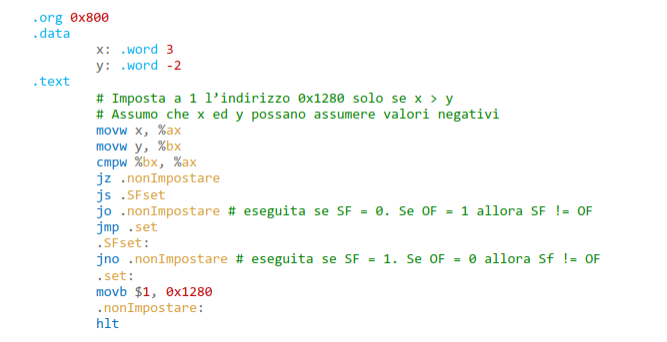 .org 0x800
.data
x: .word 3
y: .word -2
.text
# Imposta a 1 l’indirizzo 0x1280 solo se x > y
# Assumo che x ed y possano assumere valori negativi
movw x, %ax
movw y, %bx
cmpw %bx, %ax
jz .nonImpostare
js .SFset
jo .nonImpostare # eseguita se SF = 0. Se OF = 1 allora SF != OF
jmp .set
.SFset:
jno .nonImpostare # eseguita se SF = 1. Se OF = 0 allora Sf != OF
.set:
movb $1, 0x1280
.nonImpostare:
hlt